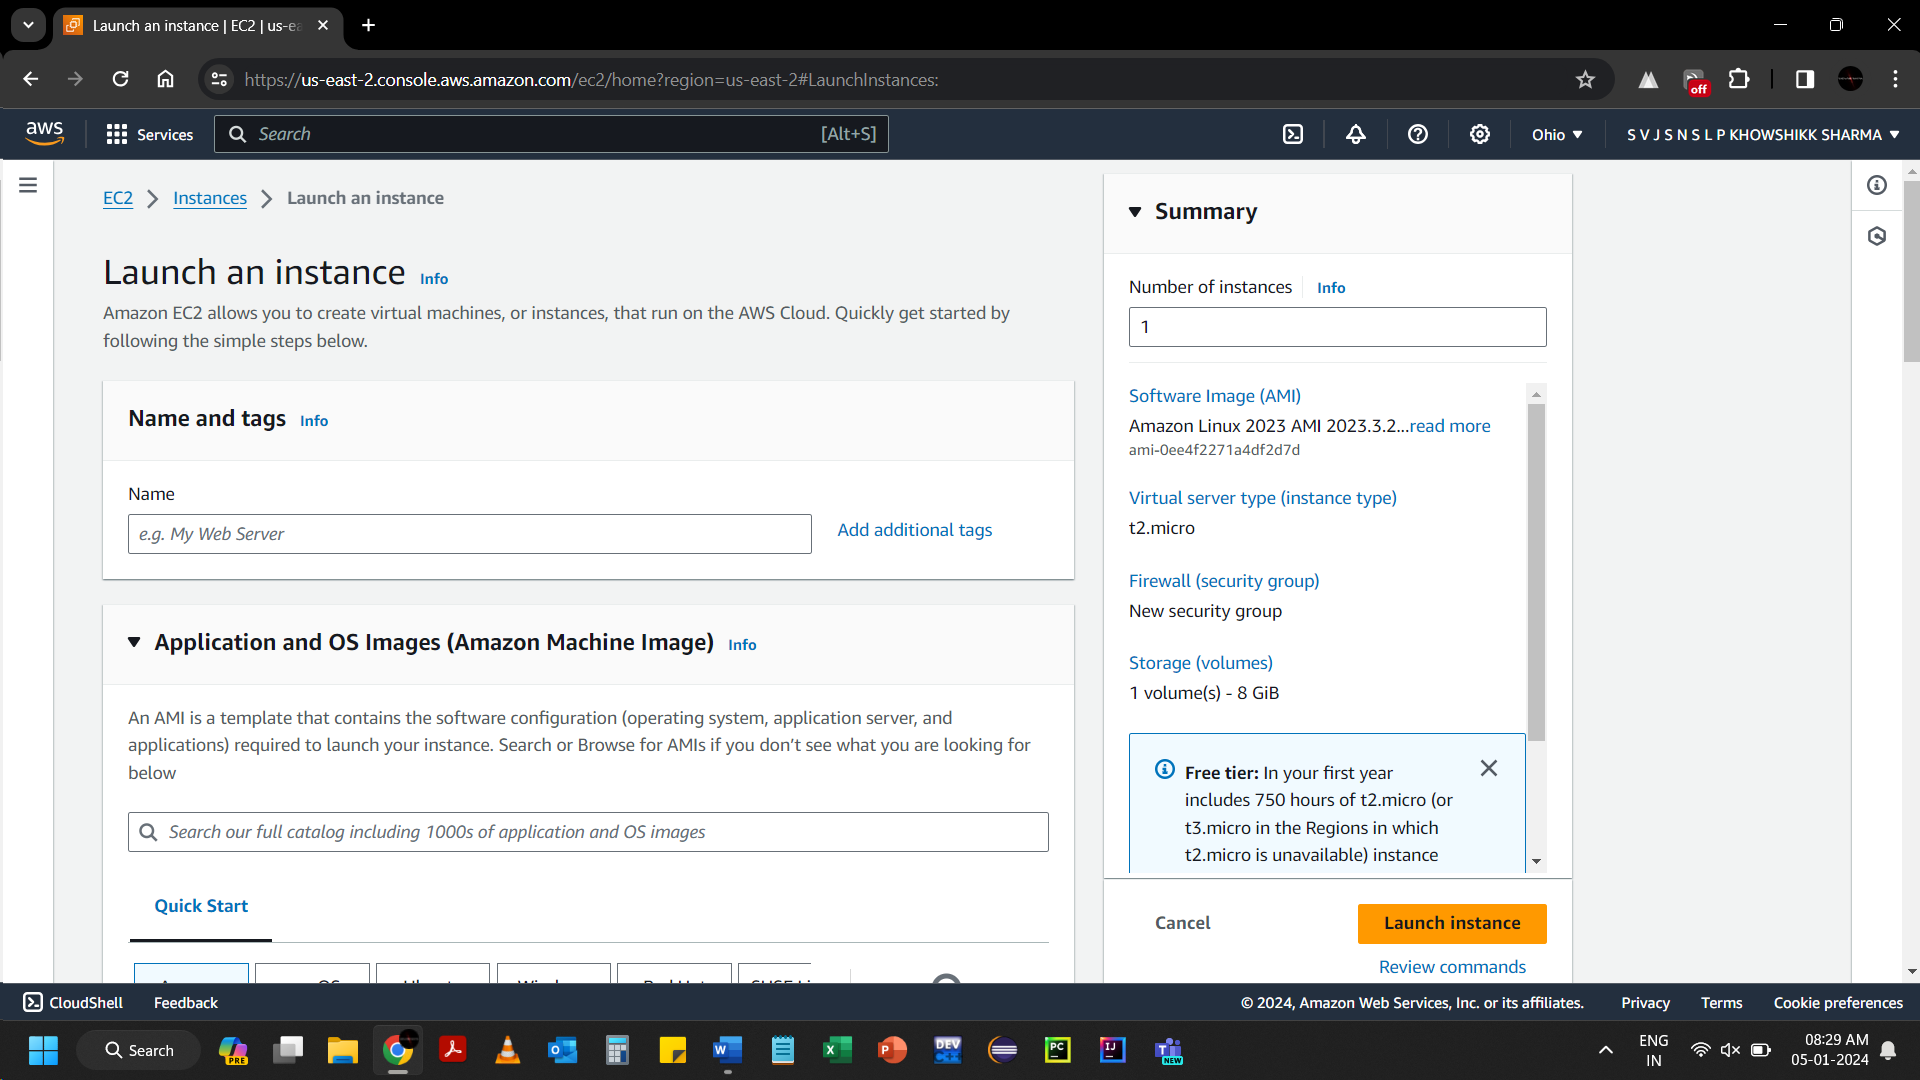 Launch an instance | EC2 | us-ea
https://us-east-2.console.aws.amazon.com/ec2/home?region=us-east-2#LaunchInstances:
off
aws
Services
Search
[Alt+S]
Ohio
S V J S N S L P KHOWSHIKK SHARMA
EC2
Instances
Launch an instance
Launch an instance Info
Amazon EC2 allows you to create virtual machines, or instances, that run on the AWS Cloud. Quickly get started by
following the simple steps below.
Name and tags Info
Name
e.g. My Web Server
Add additional tags
Application and OS Images (Amazon Machine Image) Info
An AMI is a template that contains the software configuration (operating system, application server, and
applications) required to launch your instance. Search or Browse for AMIs if you don’t see what you are looking for
below
Search our full catalog including 1000s of application and OS images
Quick Start
Summary
Number of instances Info
1
Software Image (AMI)
Amazon Linux 2023 AMI 2023.3.2...read more
ami-0ee4f2271a4df2d7d
Virtual server type (instance type)
t2.micro
Firewall (security group)
New security group
Storage (volumes)
1 volume(s) - 8 GiB
Free tier: In your first year
includes 750 hours of t2.micro (or
t3.micro in the Regions in which
t2.micro is unavailable) instance
Cancel
Launch instance
Review commands
CloudShell
Feedback
© 2024, Amazon Web Services, Inc. or its affiliates.
Privacy
Terms
Cookie preferences
Search
PRE
DEV
PC
IJ
NEW
ENG
IN
08:29 AM
05-01-2024